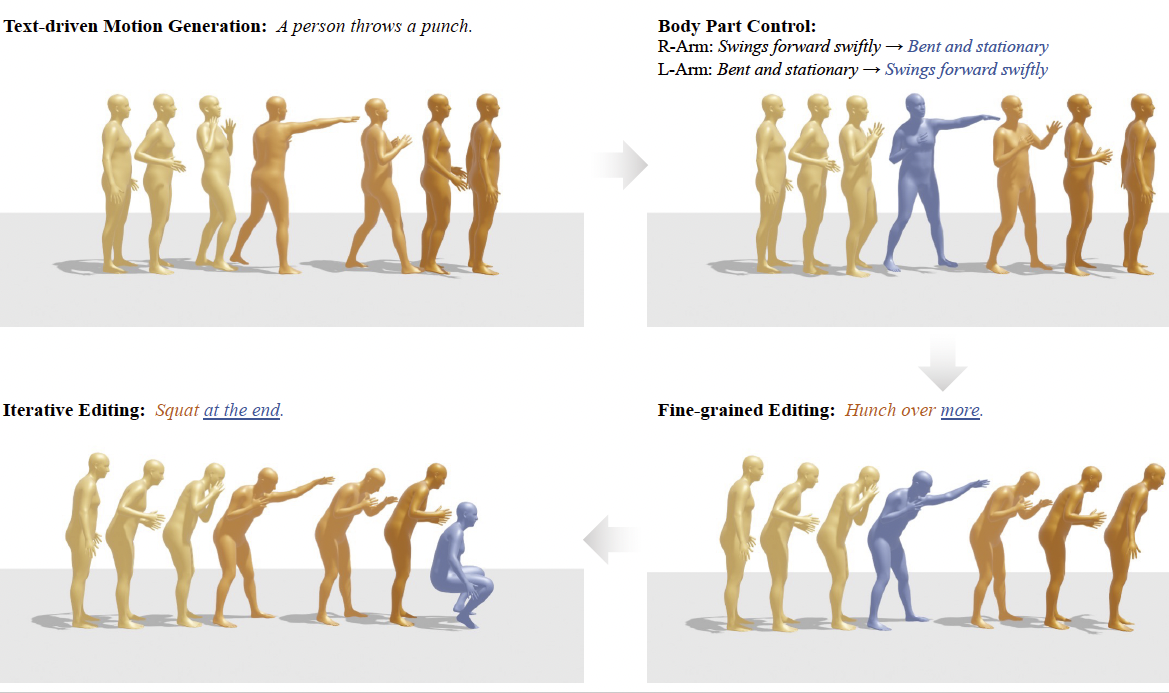 Text-driven Motion Generation: A person throws a punch.
Body Part Control:
R-Arm: Swings forward swiftly → Bent and stationary
L-Arm: Bent and stationary → Swings forward swiftly
Iterative Editing: Squat at the end.
Fine-grained Editing: Hunch over more.